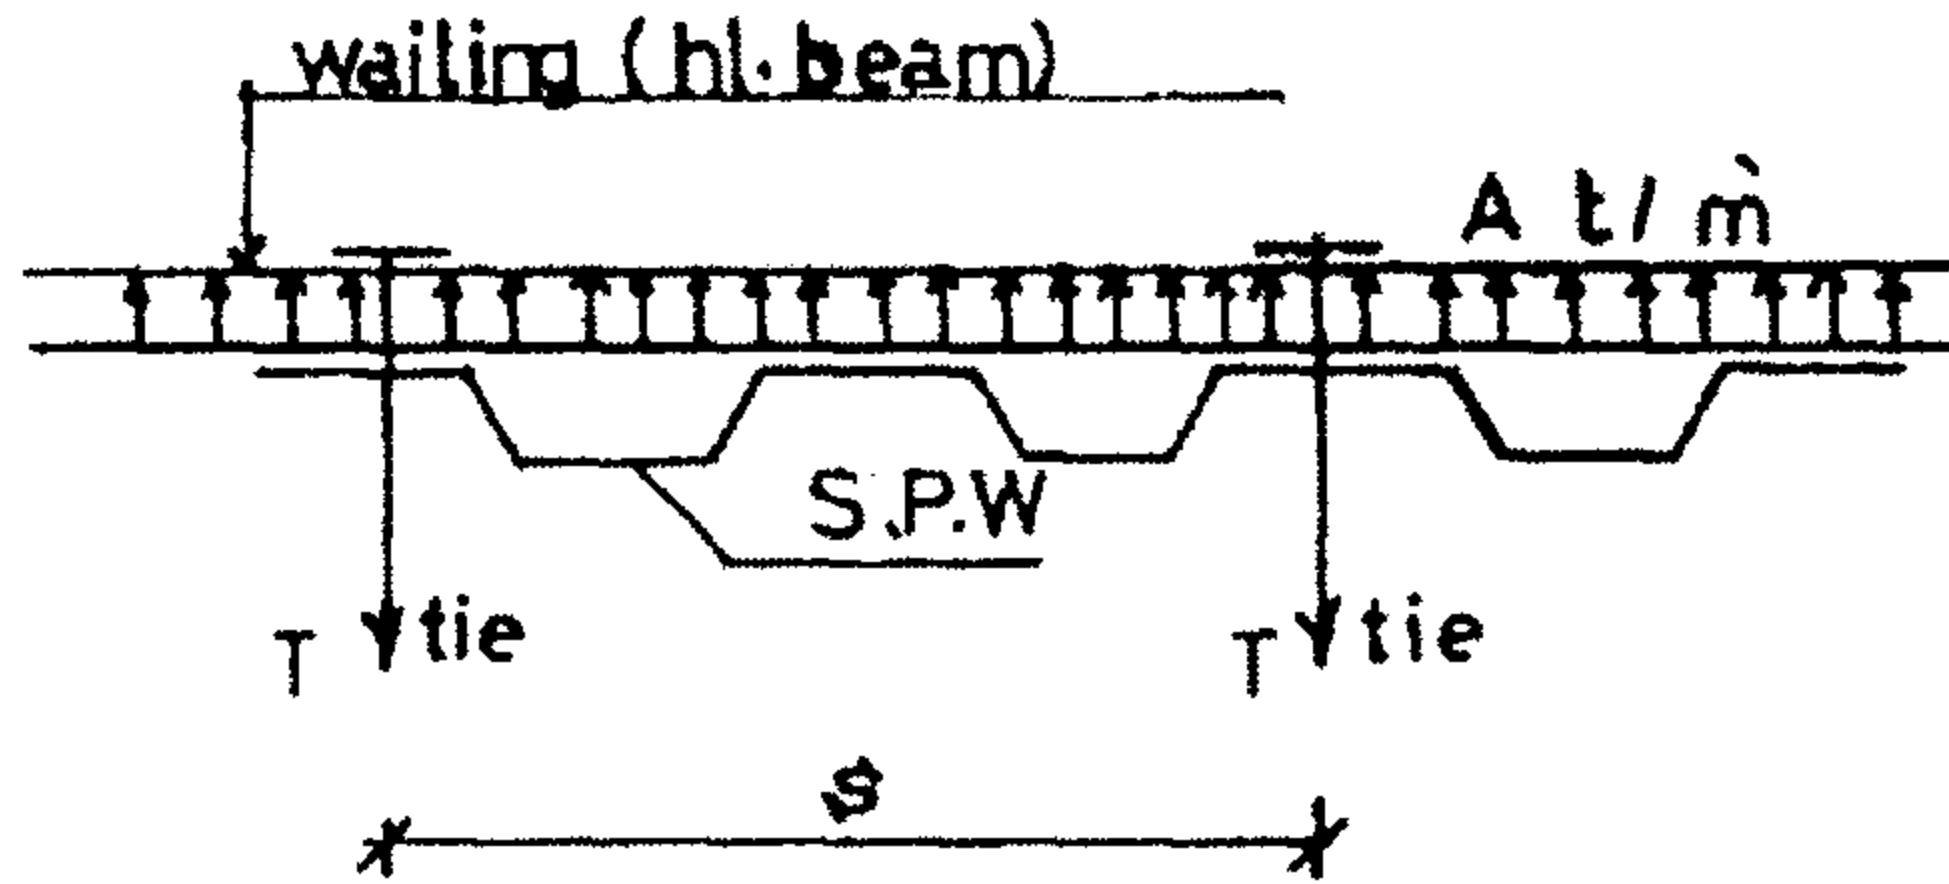 wailing (hl. beam)
A t/m̀
S.P.W
T tie
T tie
s